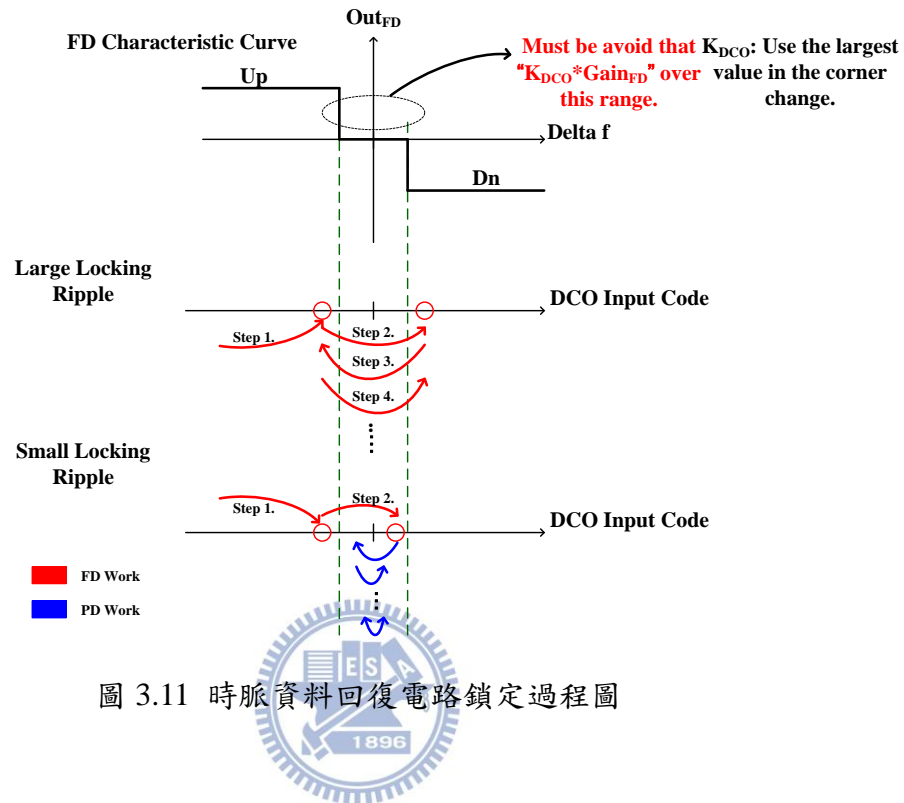 Out_FD
FD Characteristic Curve
Up
Must be avoid that
"K_DCO*Gain_FD" over
this range.
K_DCO: Use the largest
value in the corner
change.
Delta f
Dn
Large Locking
Ripple
DCO Input Code
Step 1.
Step 2.
Step 3.
Step 4.
Small Locking
Ripple
Step 1.
Step 2.
DCO Input Code
FD Work
PD Work
E S A
圖 3.11 時脈資料回復電路鎖定過程圖
1896